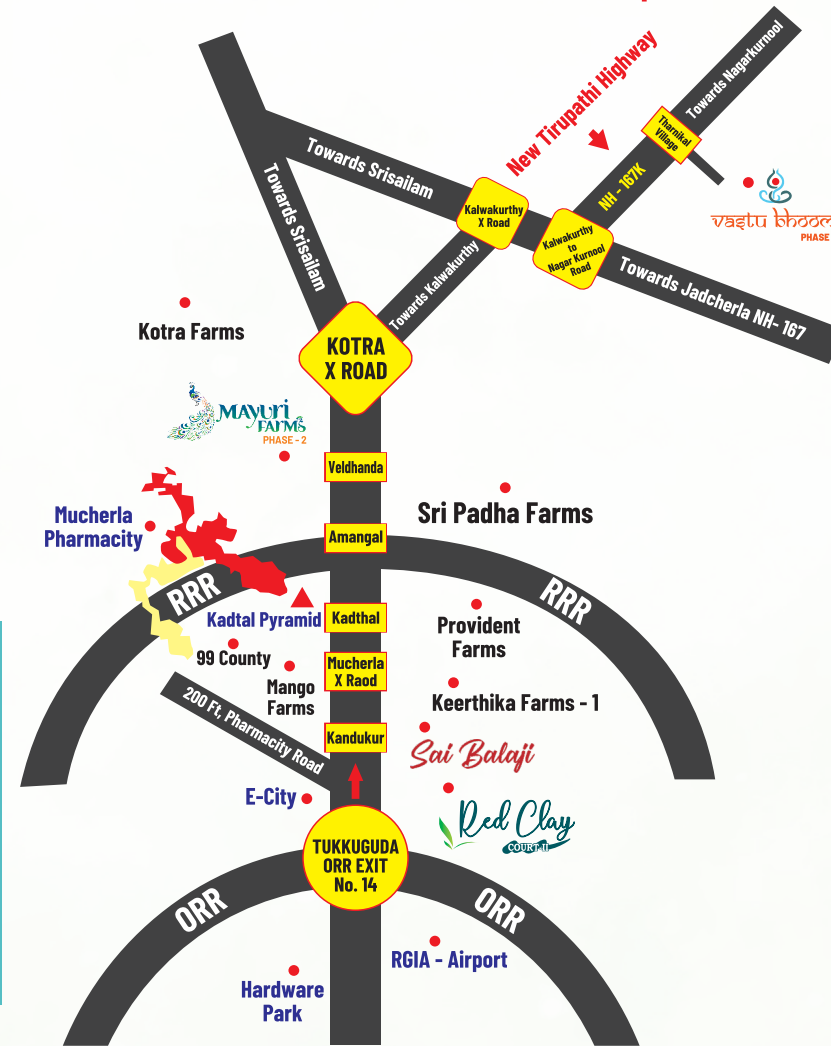 Towards Nagarkurnool
New Tirupathi Highway
Tharnikal
Village
NH - 167K
Towards Srisailam
Towards Srisailam
Kalwakurthy
X Road
Kalwakurthy
to
Nagar Kurnool
Road
vastu bhoom
PHASE
Towards Kalwakurthy
Towards Jadcherla NH- 167
Kotra Farms
KOTRA
X ROAD
Mayuri
Farms
PHASE - 2
Veldhanda
Sri Padha Farms
Mucherla
Pharmacity
Amangal
RRR
RRR
Kadtal Pyramid
Kadthal
Provident
Farms
99 County
Mucherla
X Raod
Mango
Farms
Keerthika Farms - 1
200 Ft, Pharmacity Road
Kandukur
Sai Balaji
E-City
Red Clay
COURT-II
TUKKUGUDA
ORR EXIT
No. 14
ORR
ORR
RGIA - Airport
Hardware
Park